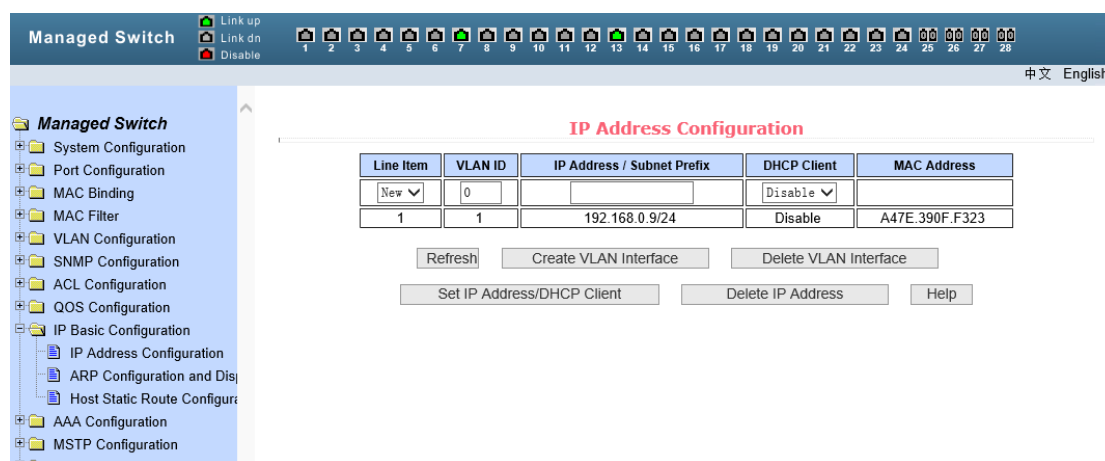 Managed Switch
Link up
Link dn
Disable
1 2 3 4 5 6 7 8 9 10 11 12 13 14 15 16 17 18 19 20 21 22 23 24 25 26 27 28
中文 English
Managed Switch
System Configuration
Port Configuration
MAC Binding
MAC Filter
VLAN Configuration
SNMP Configuration
ACL Configuration
QOS Configuration
IP Basic Configuration
IP Address Configuration
ARP Configuration and Disp
Host Static Route Configura
AAA Configuration
MSTP Configuration
IP Address Configuration
Line Item VLAN ID IP Address / Subnet Prefix DHCP Client MAC Address
New 0 Disable
1 1 192.168.0.9/24 Disable A47E.390F.F323
Refresh Create VLAN Interface Delete VLAN Interface
Set IP Address/DHCP Client Delete IP Address Help